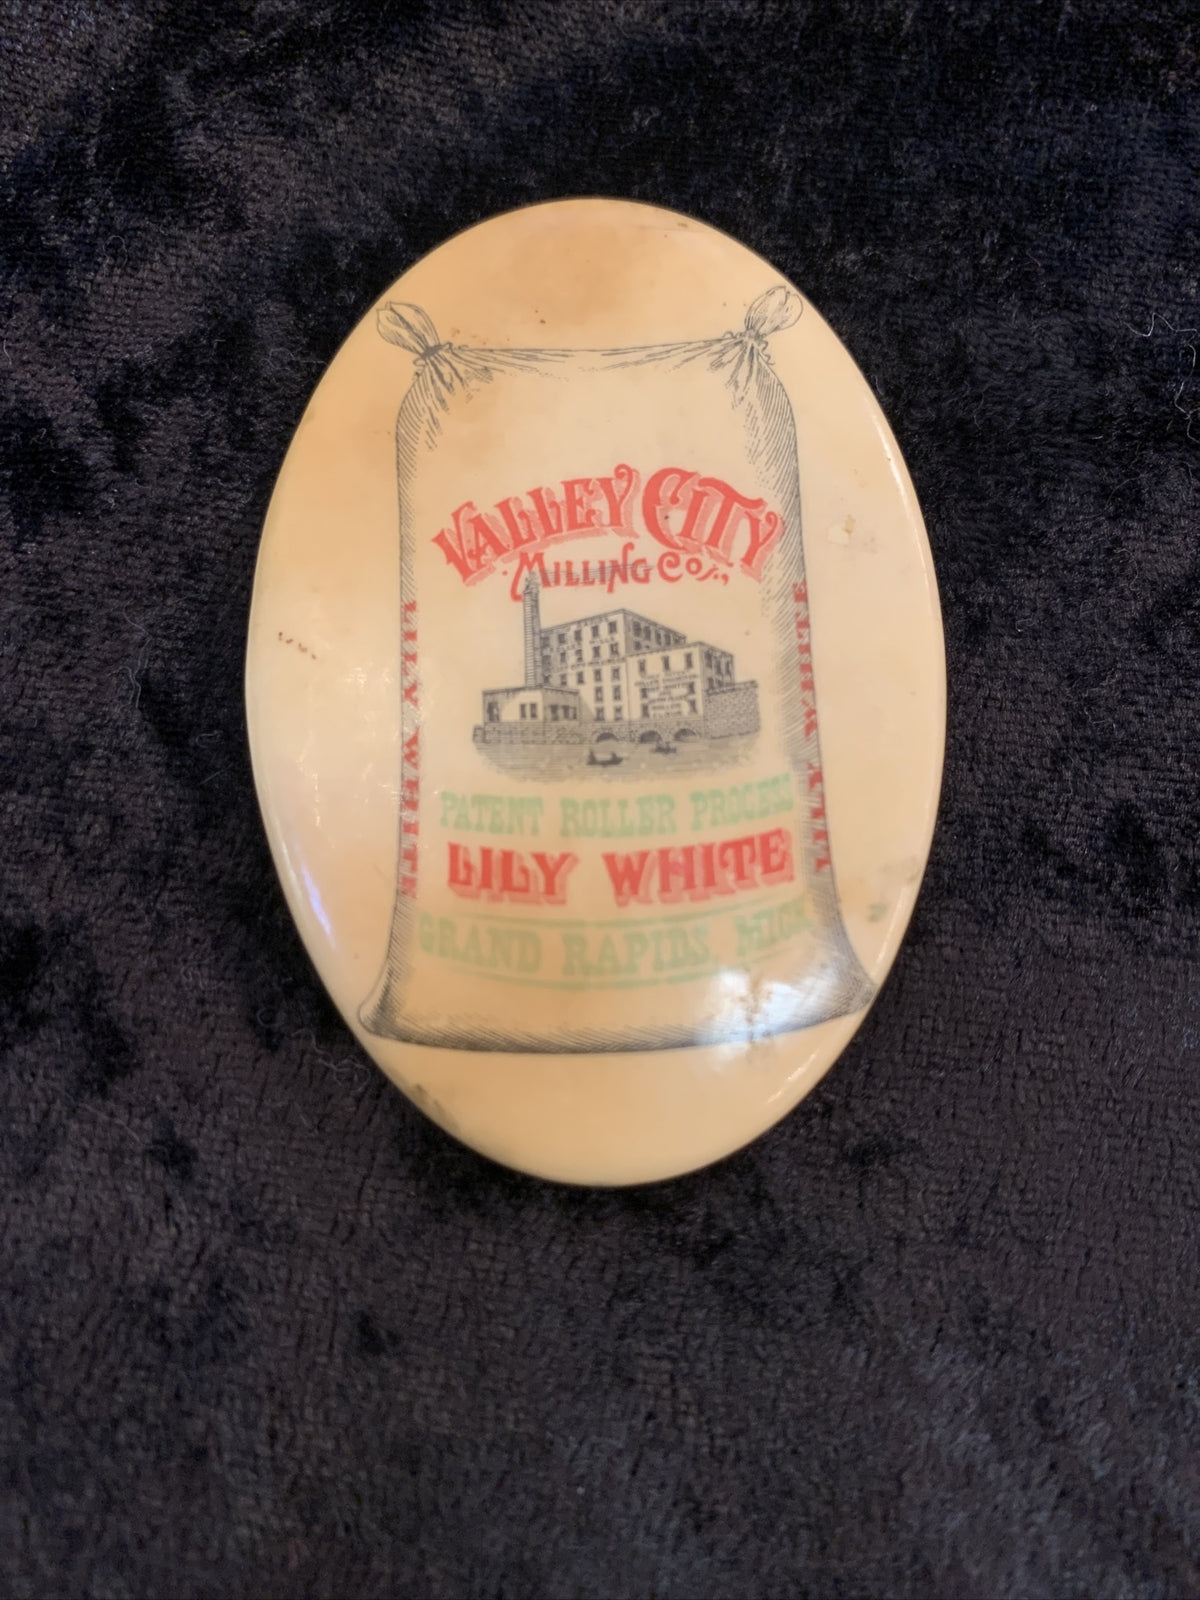 VALLEY CITY
MILLING CO.,
PATENT ROLLER PROCESS
LILY WHITE
GRAND RAPIDS, MICH.
LILY WHITE
LILY WHITE